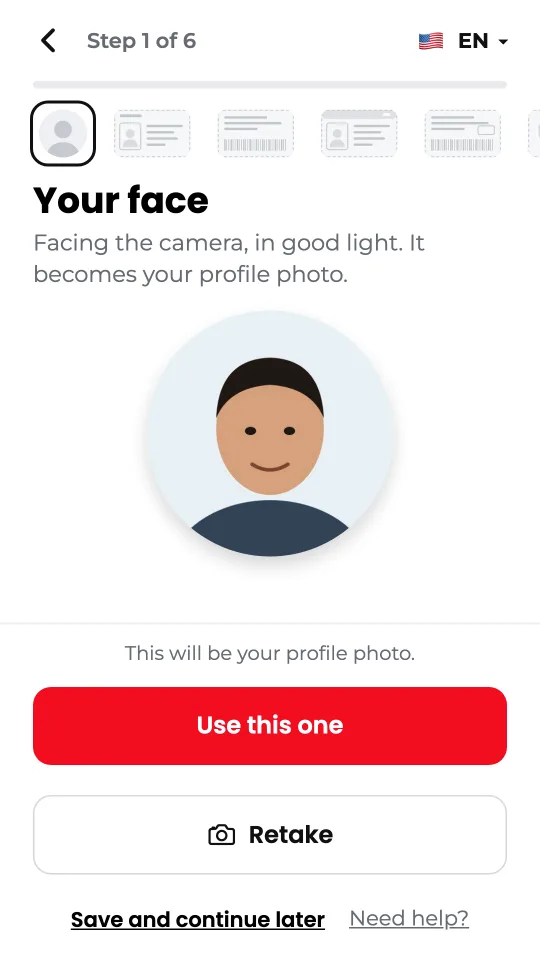 Step 1 of 6
EN
Your face
Facing the camera, in good light. It
becomes your profile photo.
This will be your profile photo.
Use this one
Retake
Save and continue later
Need help?